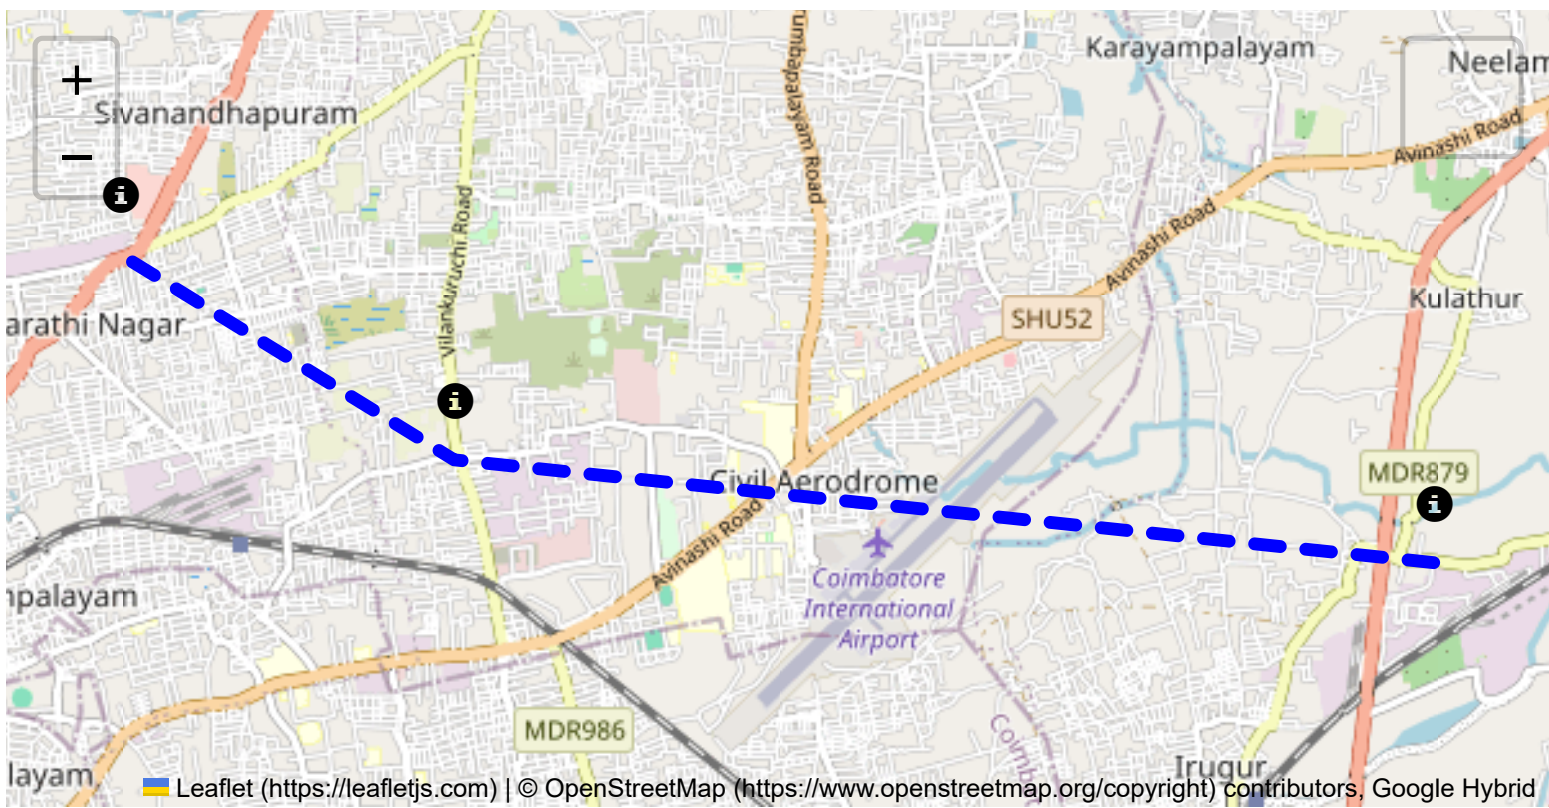 Karayampalayam
Neelam
+
Sivanandhapuram
−
Avinashi Road
umbapalayam Road
Vilankuruchi Road
Avinashi Road
Kulathur
SHU52
arathi Nagar
MDR879
Civil Aerodrome
Avinashi Road
Coimbatore
International
Airport
npalayam
MDR986
Coimb
Irugur
layam
Leaflet (https://leafletjs.com) | © OpenStreetMap (https://www.openstreetmap.org/copyright) contributors, Google Hybrid